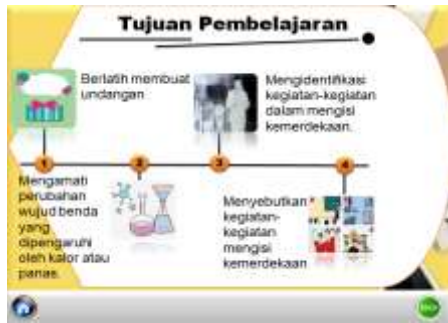 Tujuan Pembelajaran
Berlatih membuat
undangan
Mengidentifikasi
kegiatan-kegiatan
dalam mengisi
kemerdekaan.
1
2
3
4
Mengamati
perubahan
wujud benda
yang
dipengaruhi
oleh kalor atau
panas.
Menyebutkan
kegiatan-
kegiatan
mengisi
kemerdekaan